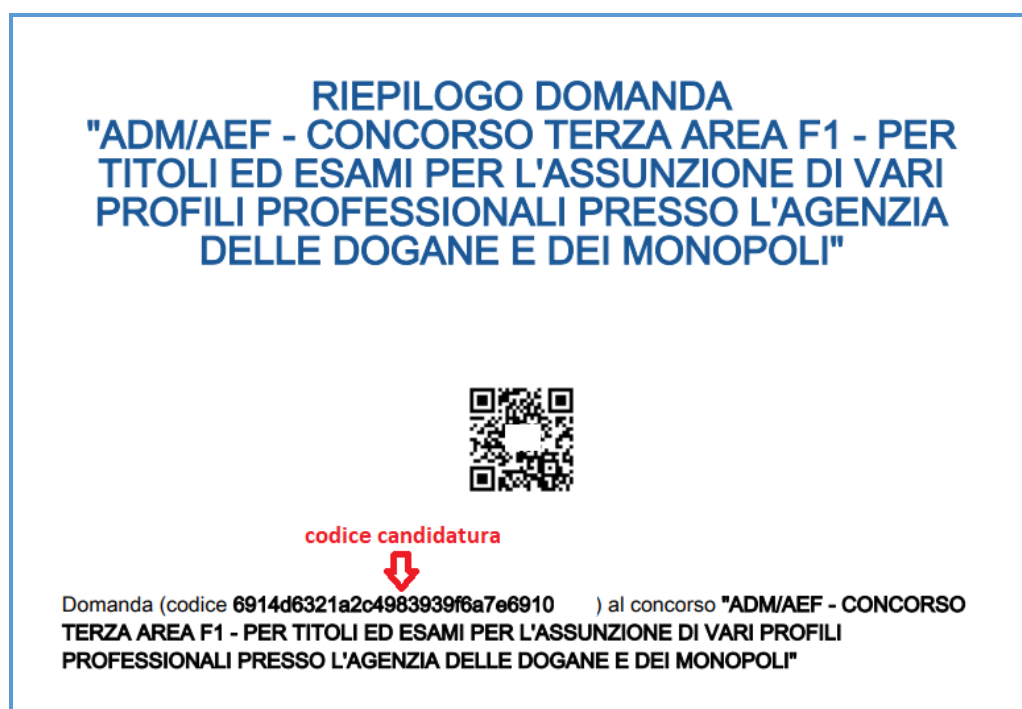 RIEPILOGO DOMANDA
"ADM/AEF - CONCORSO TERZA AREA F1 - PER
TITOLI ED ESAMI PER L'ASSUNZIONE DI VARI
PROFILI PROFESSIONALI PRESSO L'AGENZIA
DELLE DOGANE E DEI MONOPOLI"
codice candidatura
Domanda (codice 6914d6321a2c4983939f6a7e6910 ) al concorso "ADM/AEF - CONCORSO
TERZA AREA F1 - PER TITOLI ED ESAMI PER L'ASSUNZIONE DI VARI PROFILI
PROFESSIONALI PRESSO L'AGENZIA DELLE DOGANE E DEI MONOPOLI"